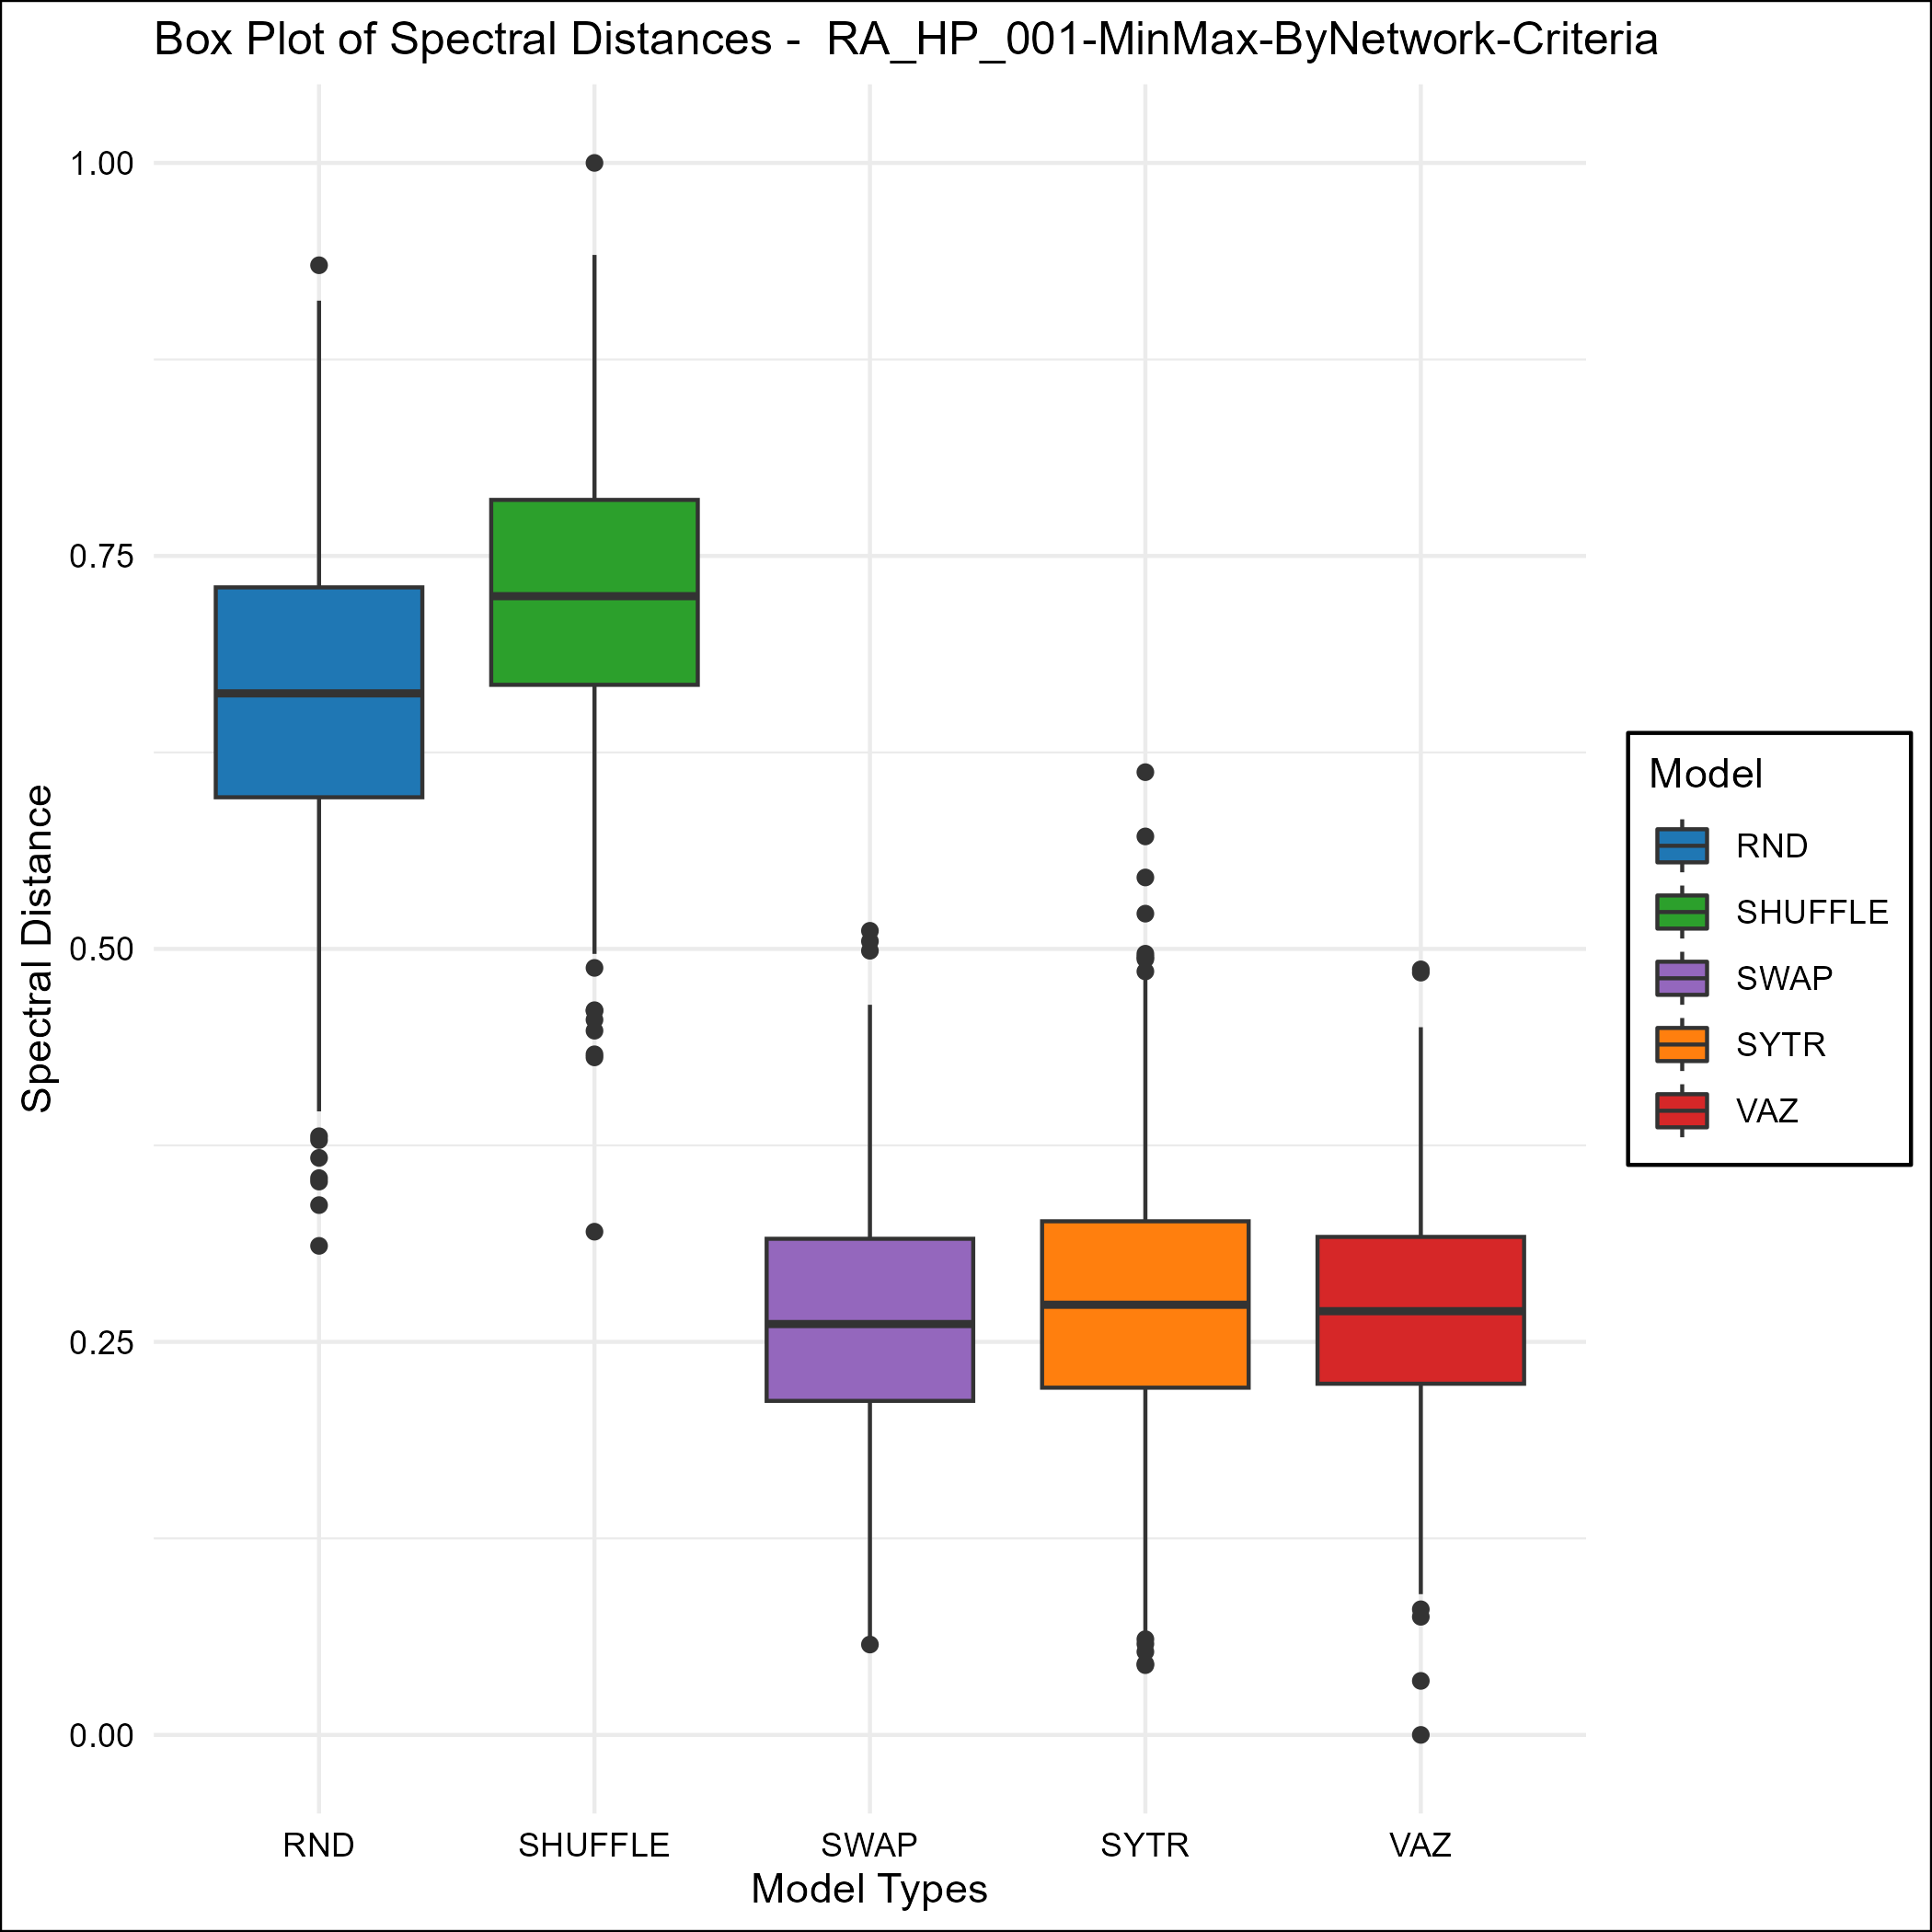 Box Plot of Spectral Distances -  RA_HP_001-MinMax-ByNetwork-Criteria
1.00
0.75
0.50
0.25
0.00
Spectral Distance
RND
SHUFFLE
SWAP
SYTR
VAZ
Model Types
Model
RND
SHUFFLE
SWAP
SYTR
VAZ